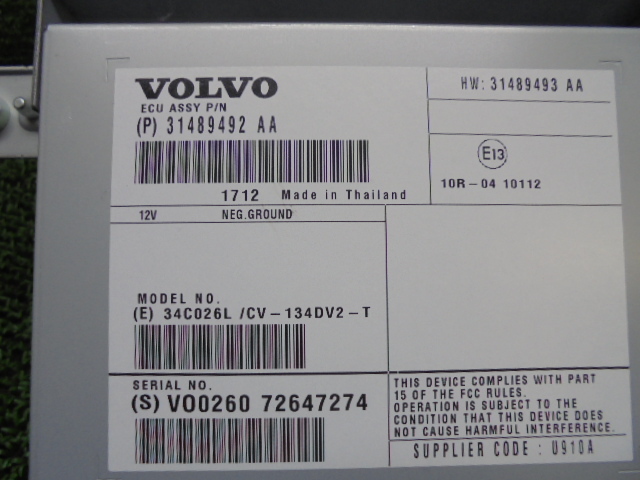 VOLVO
ECU ASSY P/N
(P) 31489492 AA
1712 Made in Thailand
HW: 31489493 AA
E13
10R-04 10112
12V NEG.GROUND
MODEL NO.
(E) 34C026L /CV-134DV2-T
SERIAL NO.
(S) VO0260 72647274
THIS DEVICE COMPLIES WITH PART
15 OF THE FCC RULES.
OPERATION IS SUBJECT TO THE
CONDITION THAT THIS DEVICE DOES
NOT CAUSE HARMFUL INTERFERENCE.
SUPPLIER CODE : U910A